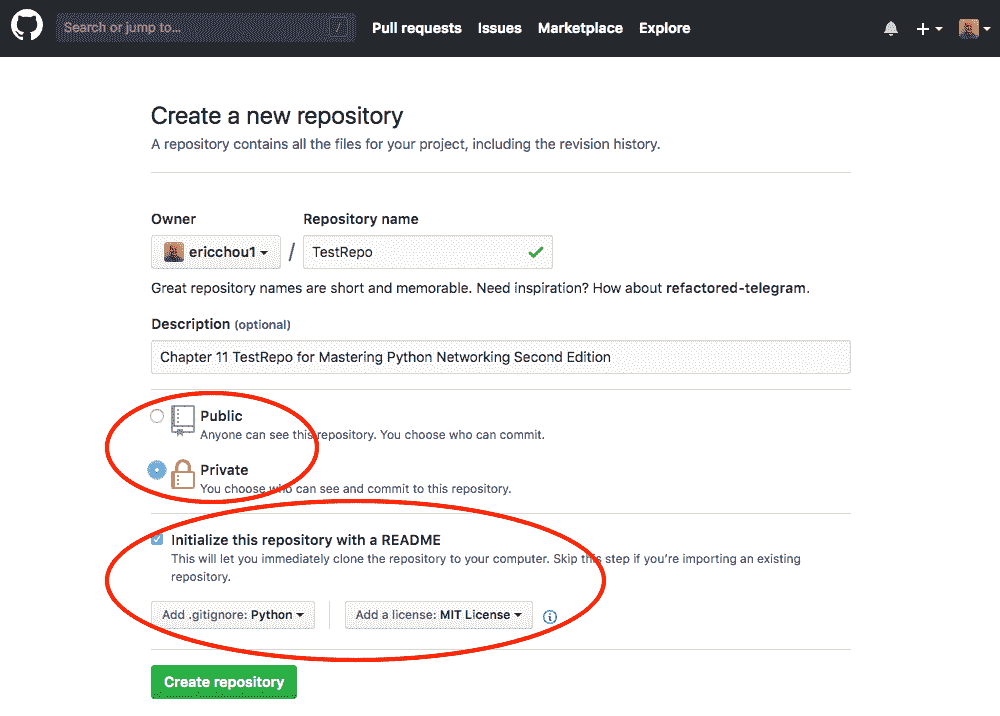 Search or jump to... /
Pull requests Issues Marketplace Explore
Create a new repository
A repository contains all the files for your project, including the revision history.
Owner Repository name
ericchou1 / TestRepo
Great repository names are short and memorable. Need inspiration? How about refactored-telegram.
Description (optional)
Chapter 11 TestRepo for Mastering Python Networking Second Edition
Public
Anyone can see this repository. You choose who can commit.
Private
You choose who can see and commit to this repository.
Initialize this repository with a README
This will let you immediately clone the repository to your computer. Skip this step if you’re importing an existing
repository.
Add .gitignore: Python Add a license: MIT License
Create repository